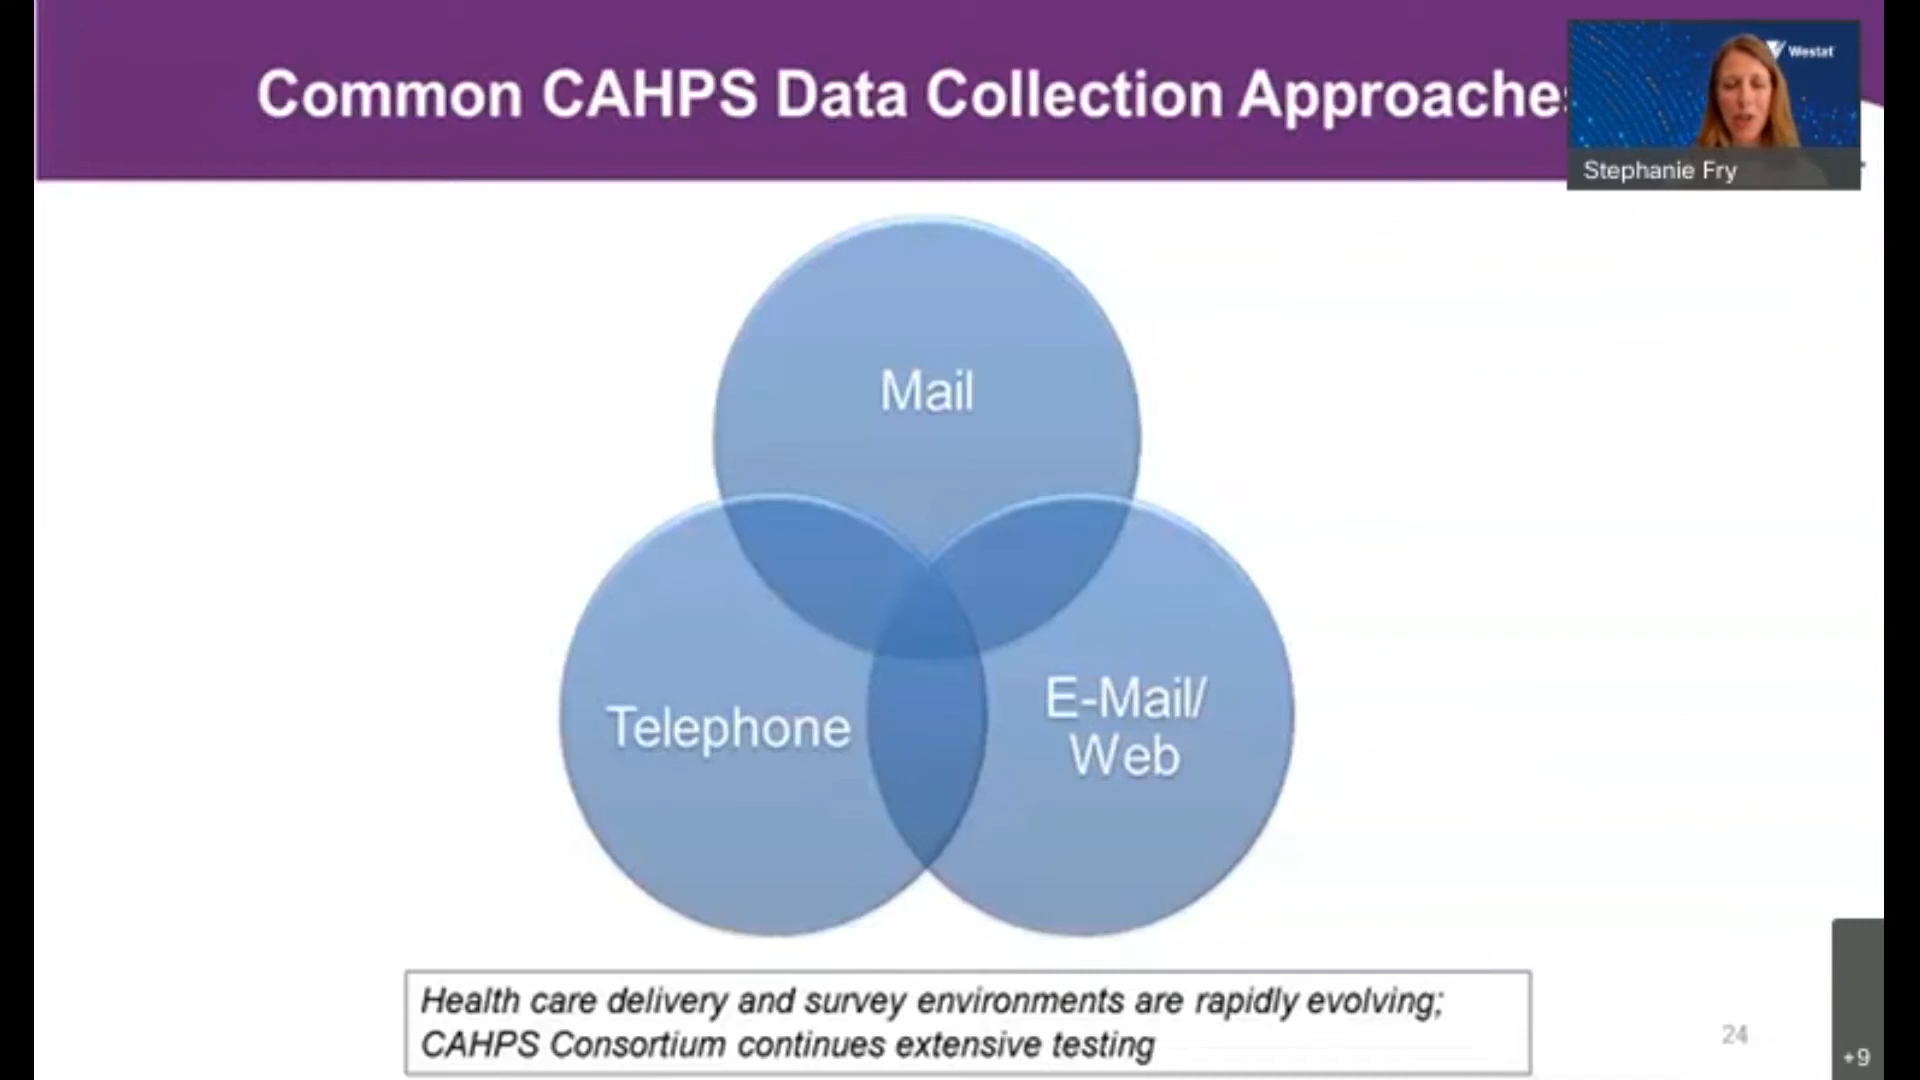 Common CAHPS Data Collection Approaches
Westat
Stephanie Fry
Mail
Telephone
E-Mail/
Web
Health care delivery and survey environments are rapidly evolving;
CAHPS Consortium continues extensive testing
24
+9